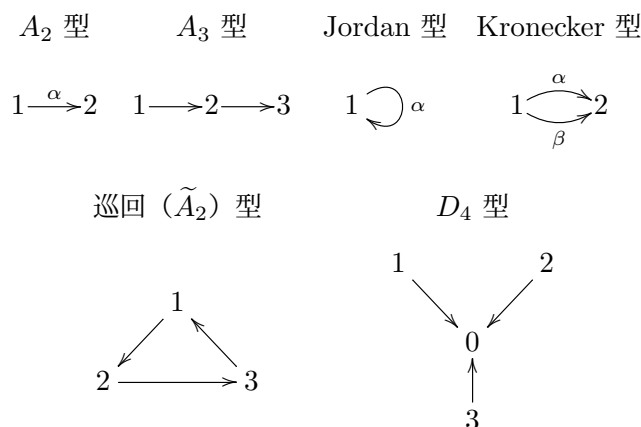 A₂ 型 A₃ 型 Jordan 型 Kronecker 型
α α
1 2 1 2 3 1 α 1 2
β
巡回（Ã₂）型 D₄ 型
1 2
1
0
2 3
3